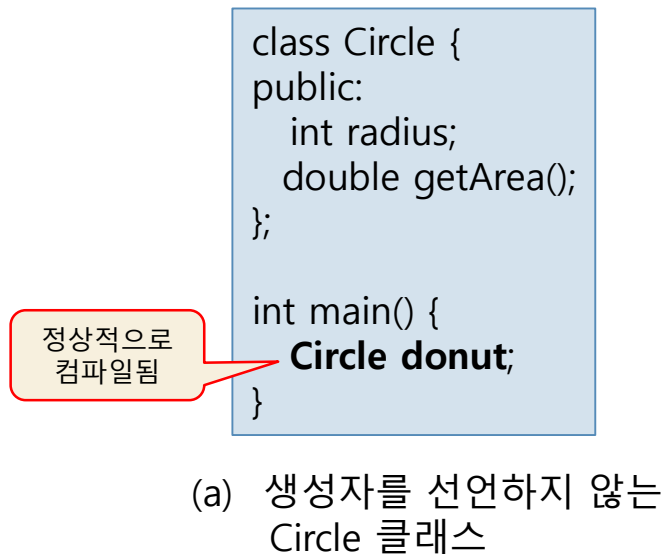 class Circle {
public:
int radius;
double getArea();
};
int main() {
정상적으로
컴파일됨
Circle donut;
}
(a) 생성자를 선언하지 않는
Circle 클래스